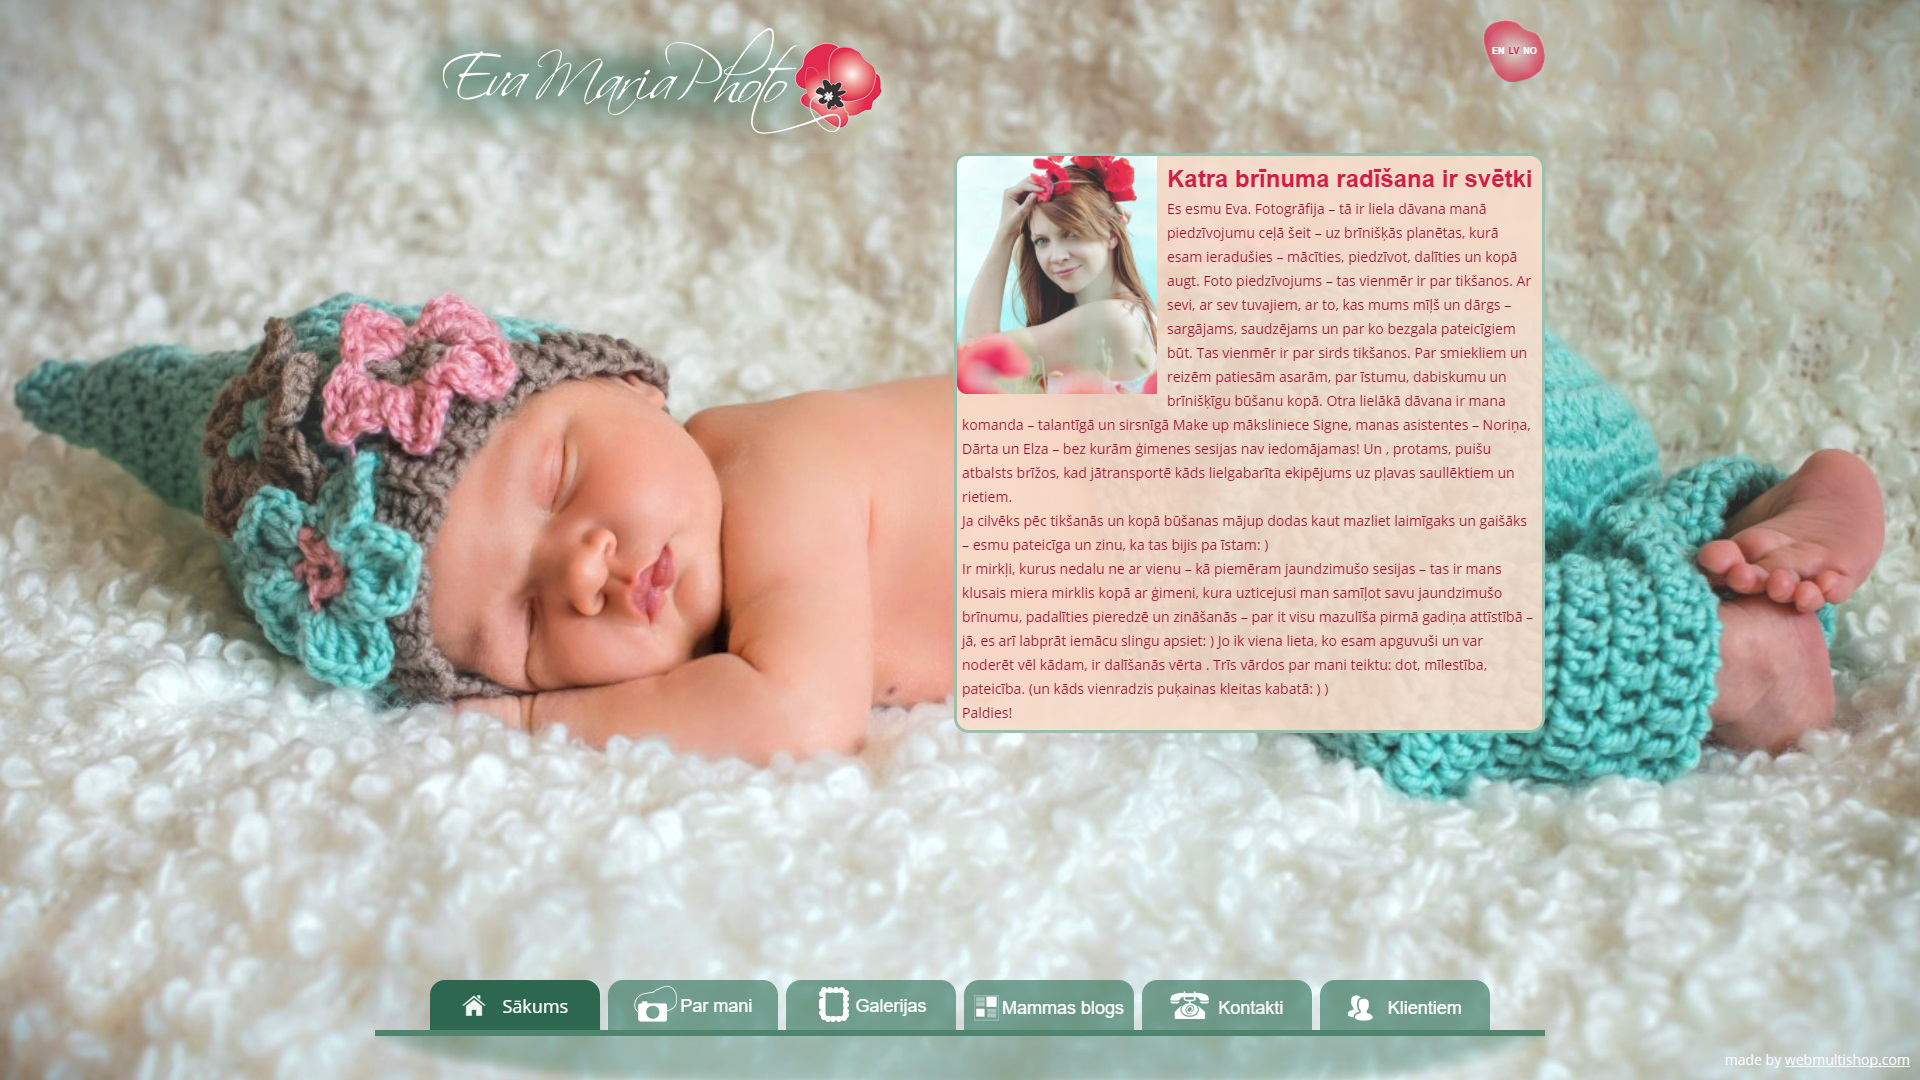 Eva Maria Photo
EN LV NO
Katra brīnuma radīšana ir svētki
Es esmu Eva. Fotogrāfija – tā ir liela dāvana manā
piedzīvojumu ceļā šeit – uz brīnišķās planētas, kurā
esam ieradušies – mācīties, piedzīvot, dalīties un kopā
augt. Foto piedzīvojums – tas vienmēr ir par tikšanos. Ar
sevi, ar sev tuvajiem, ar to, kas mums mīļš un dārgs –
sargājams, saudzējams un par ko bezgala pateicīgiem
būt. Tas vienmēr ir par sirds tikšanos. Par smiekliem un
reizēm patiesām asarām, par īstumu, dabiskumu un
brīnišķīgu būšanu kopā. Otra lielākā dāvana ir mana
komanda – talantīgā un sirsnīgā Make up māksliniece Signe, manas asistentes – Noriņa,
Dārta un Elza – bez kurām ģimenes sesijas nav iedomājamas! Un , protams, puišu
atbalsts brīžos, kad jātransportē kāds lielgabarīta ekipējums uz pļavas saullēktiem un
rietiem.
Ja cilvēks pēc tikšanās un kopā būšanas mājup dodas kaut mazliet laimīgaks un gaišāks
– esmu pateicīga un zinu, ka tas bijis pa īstam: )
Ir mirkļi, kurus nedalu ne ar vienu – kā piemēram jaundzimušo sesijas – tas ir mans
klusais miera mirklis kopā ar ģimeni, kura uzticejusi man samīļot savu jaundzimušo
brīnumu, padalīties pieredzē un zināšanās – par it visu mazulīša pirmā gadiņa attīstībā –
jā, es arī labprāt iemācu slingu apsiet: ) Jo ik viena lieta, ko esam apguvuši un var
noderēt vēl kādam, ir dalīšanās vērta . Trīs vārdos par mani teiktu: dot, mīlestība,
pateicība. (un kāds vienradzis puķainas kleitas kabatā: ) )
Paldies!
Sākums
Par mani
Galerijas
Mammas blogs
Kontakti
Klientiem
made by webmultishop.com